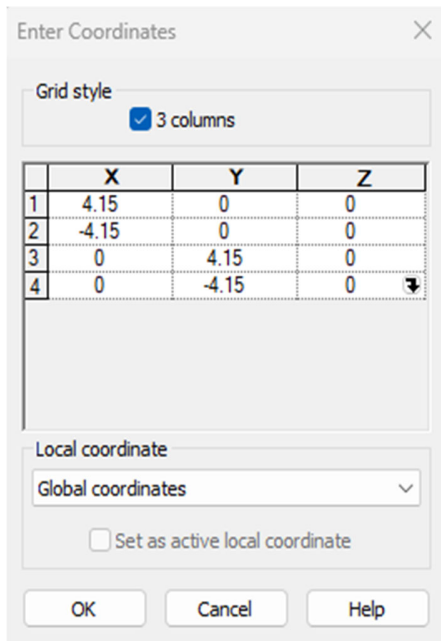 Enter Coordinates
Grid style
3 columns
X Y Z
1 4.15 0 0
2 -4.15 0 0
3 0 4.15 0
4 0 -4.15 0
Local coordinate
Global coordinates
Set as active local coordinate
OK Cancel Help